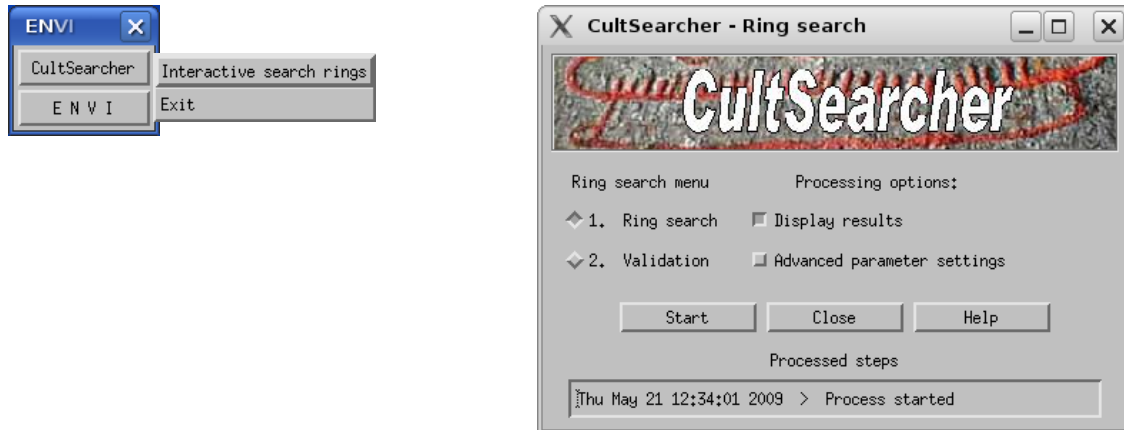 ENVI
CultSearcher
Interactive search rings
E N V I
Exit
CultSearcher - Ring search
CultSearcher
Ring search menu Processing options:
1. Ring search Display results
2. Validation Advanced parameter settings
Start Close Help
Processed steps
Thu May 21 12:34:01 2009 > Process started